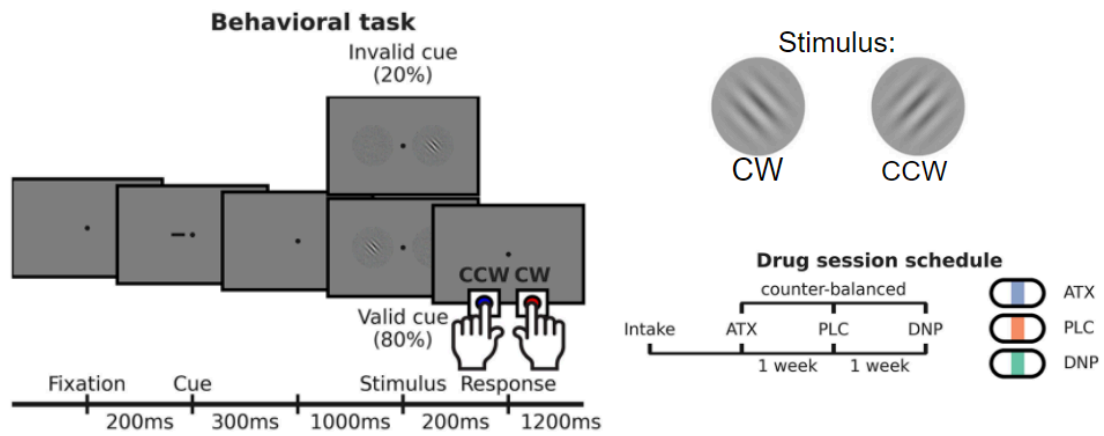 Behavioral task
Invalid cue
(20%)
CCW CW
Valid cue
(80%)
Fixation Cue Stimulus Response
200ms 300ms 1000ms 200ms 1200ms
Stimulus:
CW CCW
Drug session schedule
counter-balanced
Intake ATX PLC DNP
1 week 1 week
ATX
PLC
DNP